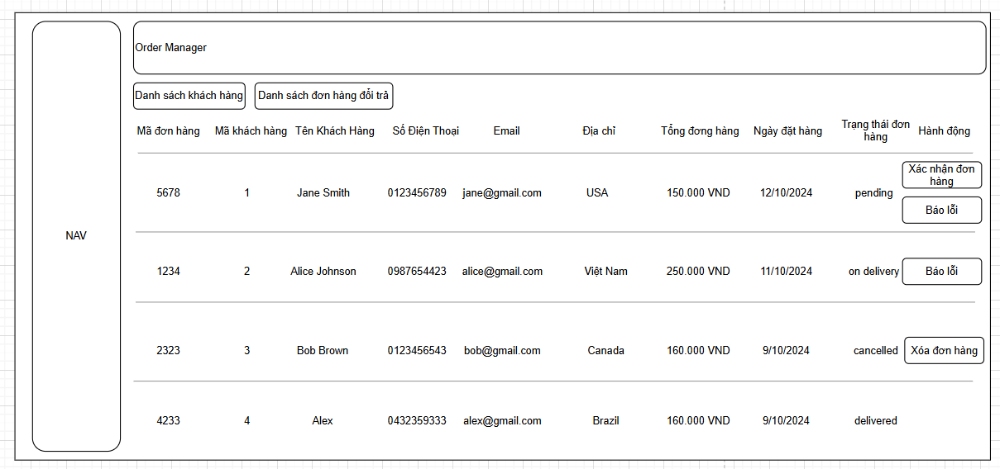 Order Manager
Danh sách khách hàng Danh sách đơn hàng đổi trả
Mã đơn hàng Mã khách hàng Tên Khách Hàng Số Điện Thoại Email Địa chỉ Tổng đơng hàng Ngày đặt hàng Trạng thái đơn hàng Hành động
5678 1 Jane Smith 0123456789 jane@gmail.com USA 150.000 VND 12/10/2024 pending Xác nhận đơn hàng
Báo lỗi
NAV
1234 2 Alice Johnson 0987654423 alice@gmail.com Việt Nam 250.000 VND 11/10/2024 on delivery Báo lỗi
2323 3 Bob Brown 0123456543 bob@gmail.com Canada 160.000 VND 9/10/2024 cancelled Xóa đơn hàng
4233 4 Alex 0432359333 alex@gmail.com Brazil 160.000 VND 9/10/2024 delivered